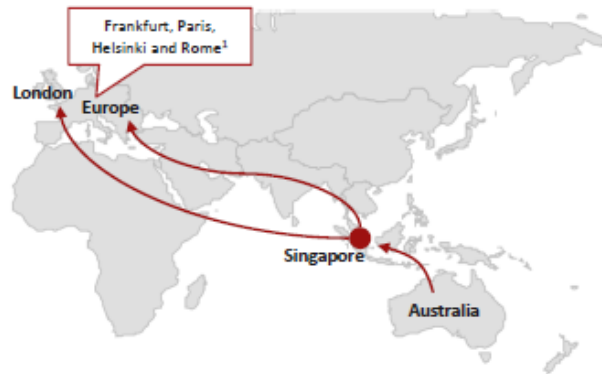 Frankfurt, Paris,
Helsinki and Rome¹
London
Europe
Singapore
Australia